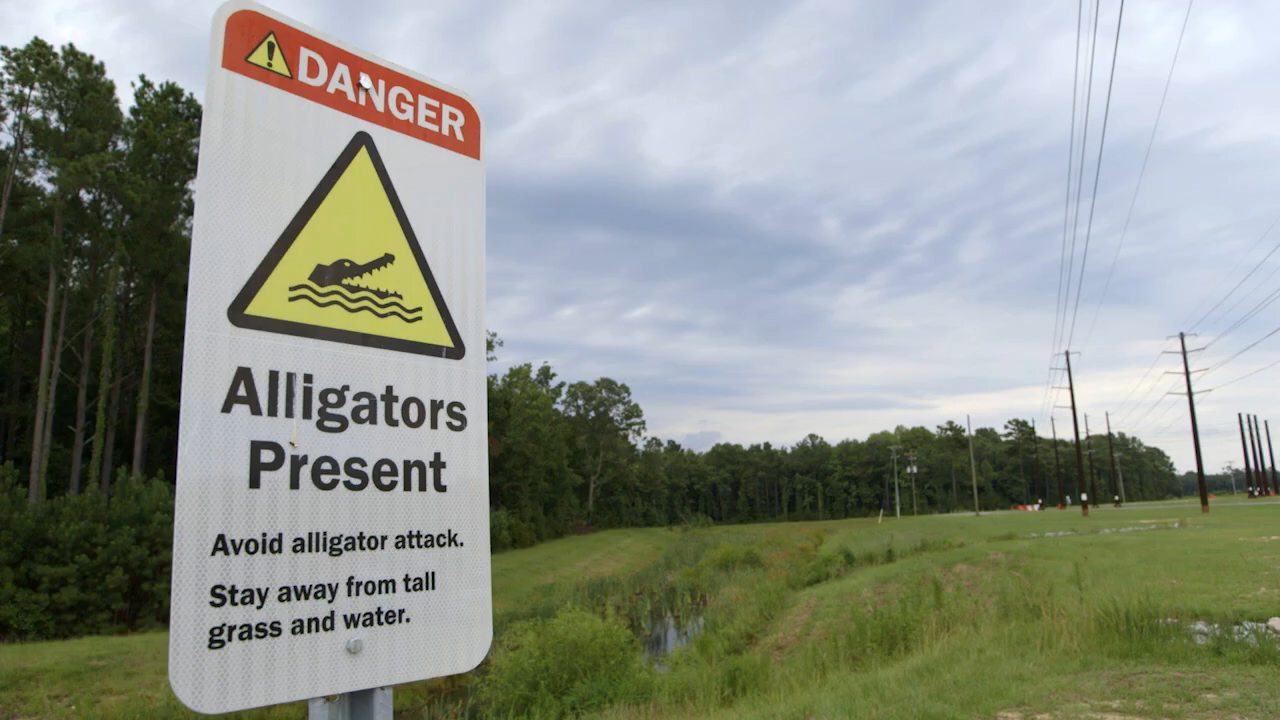 DANGER
Alligators
Present
Avoid alligator attack.
Stay away from tall
grass and water.